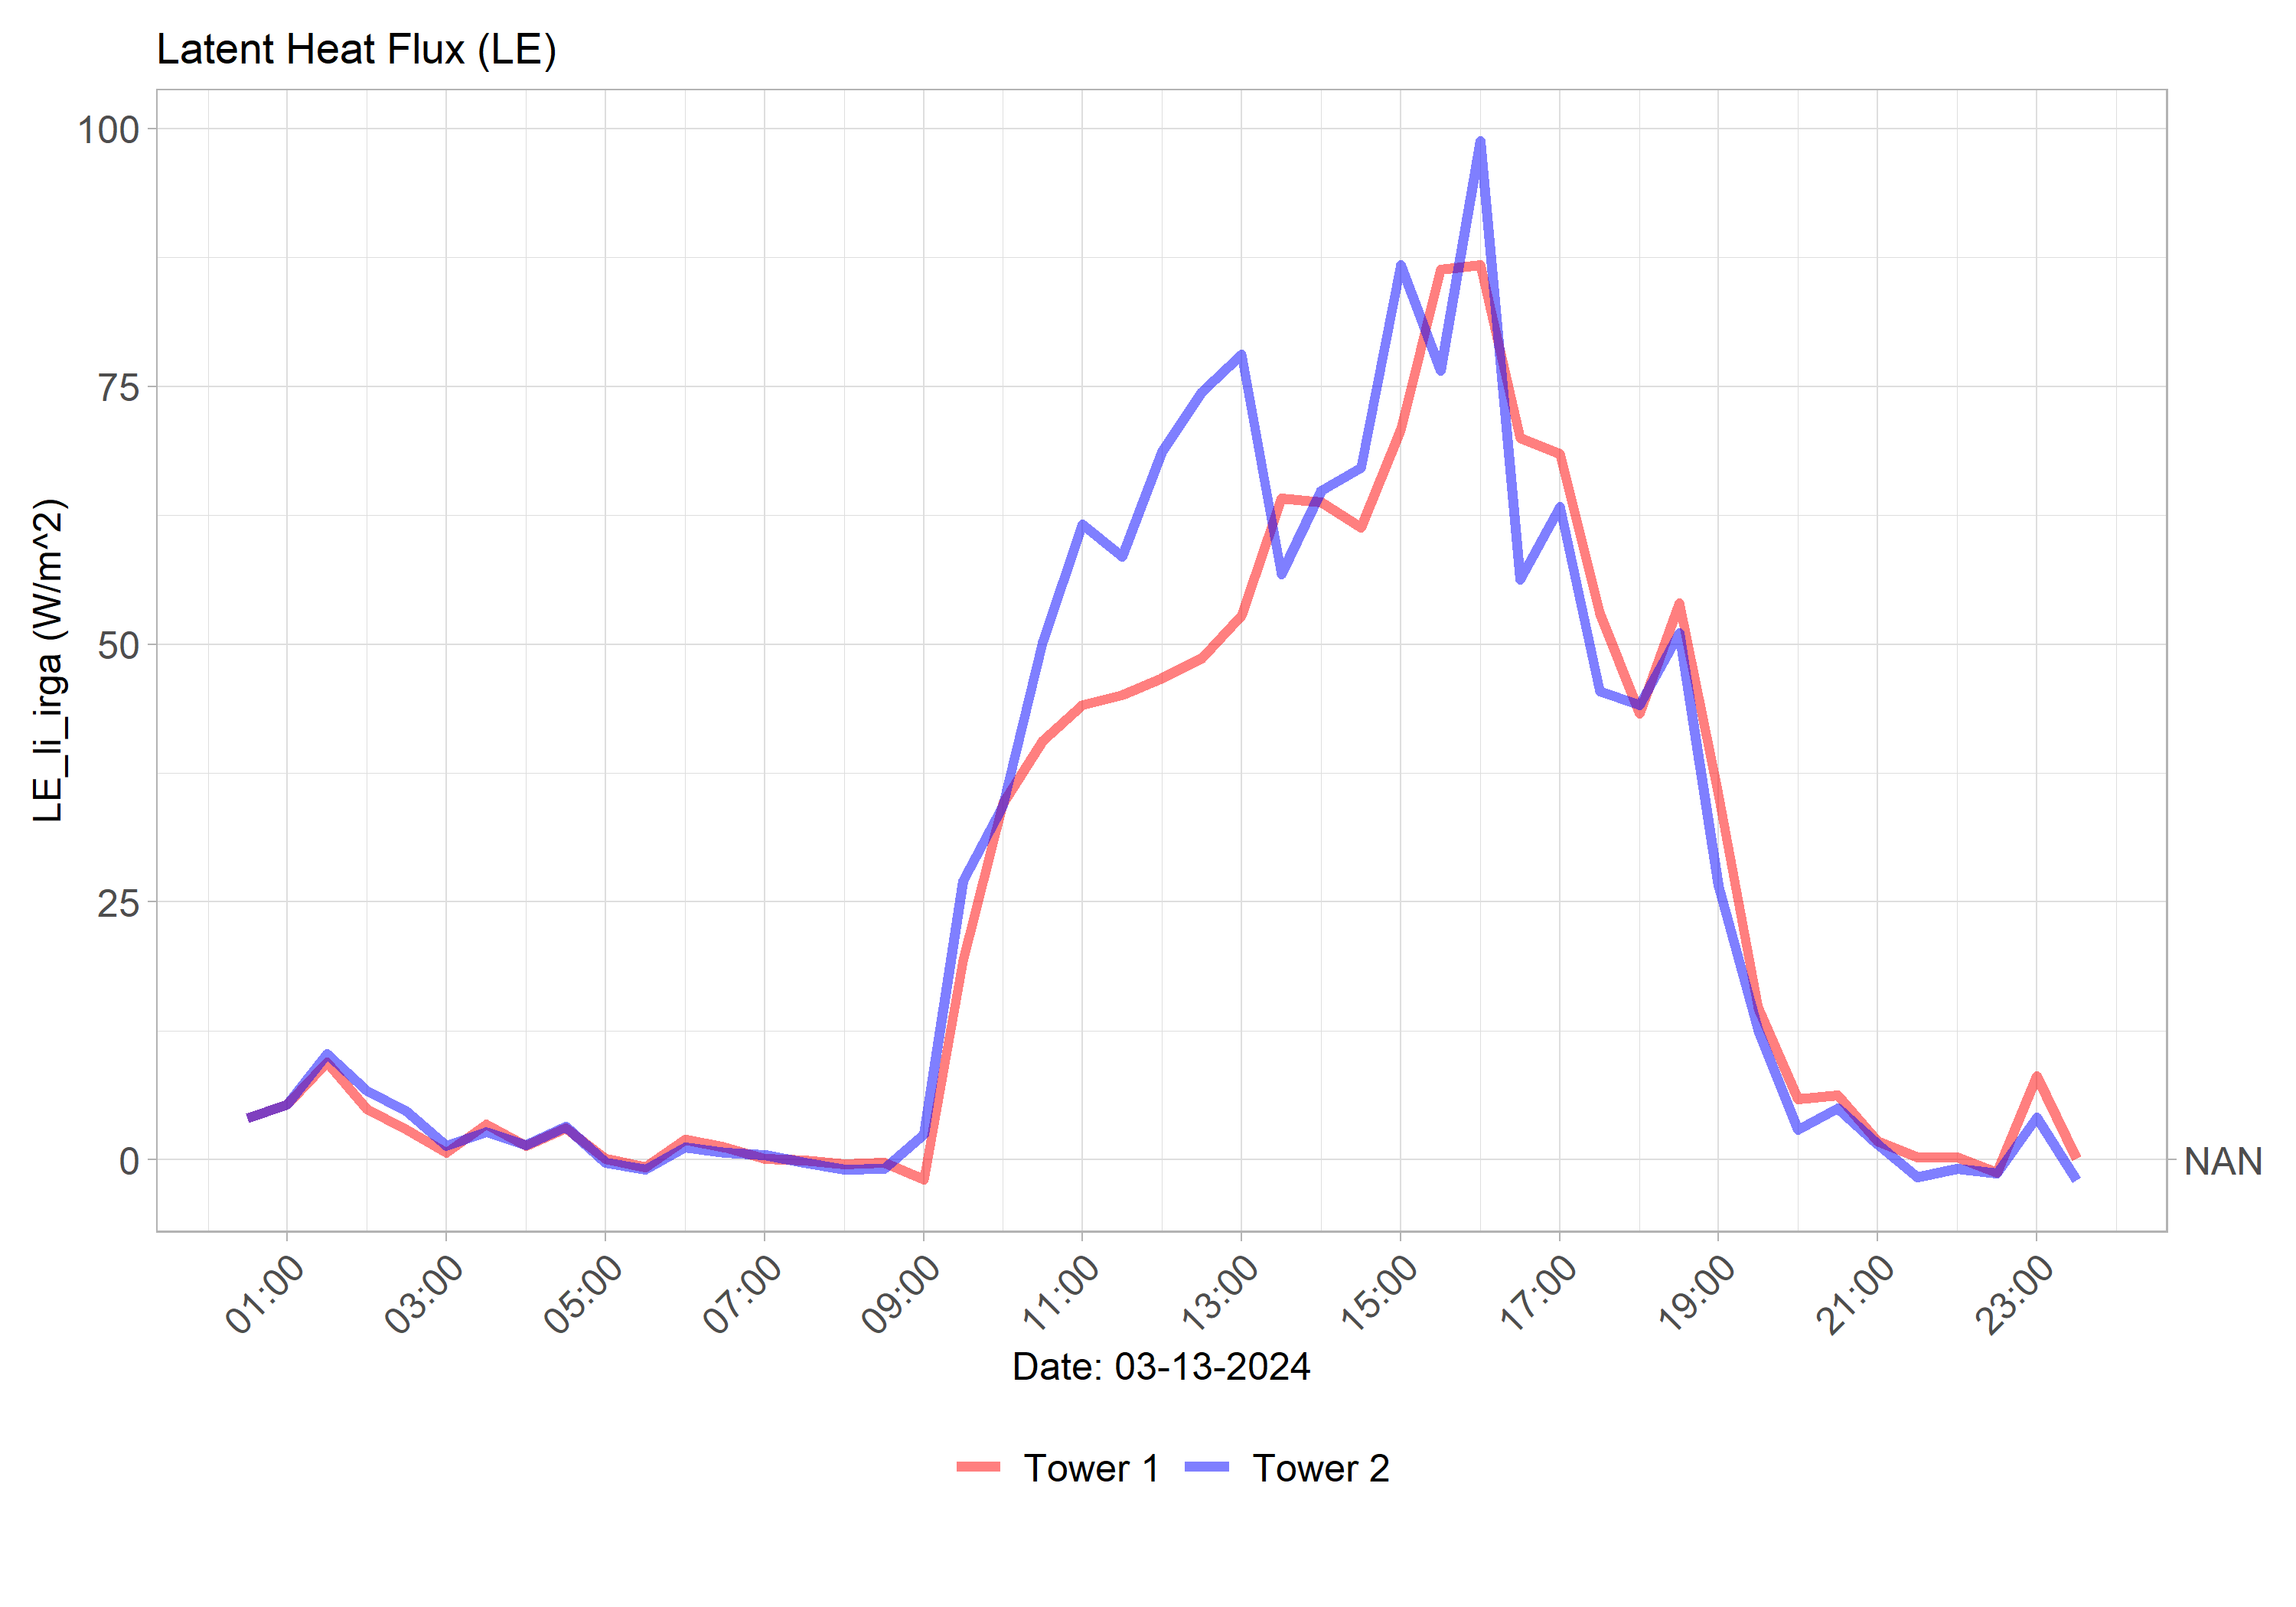 Latent Heat Flux (LE)
100
75
50
25
0
LE_li_irga (W/m^2)
NAN
01:00
03:00
05:00
07:00
09:00
11:00
13:00
15:00
17:00
19:00
21:00
23:00
Date: 03-13-2024
Tower 1
Tower 2